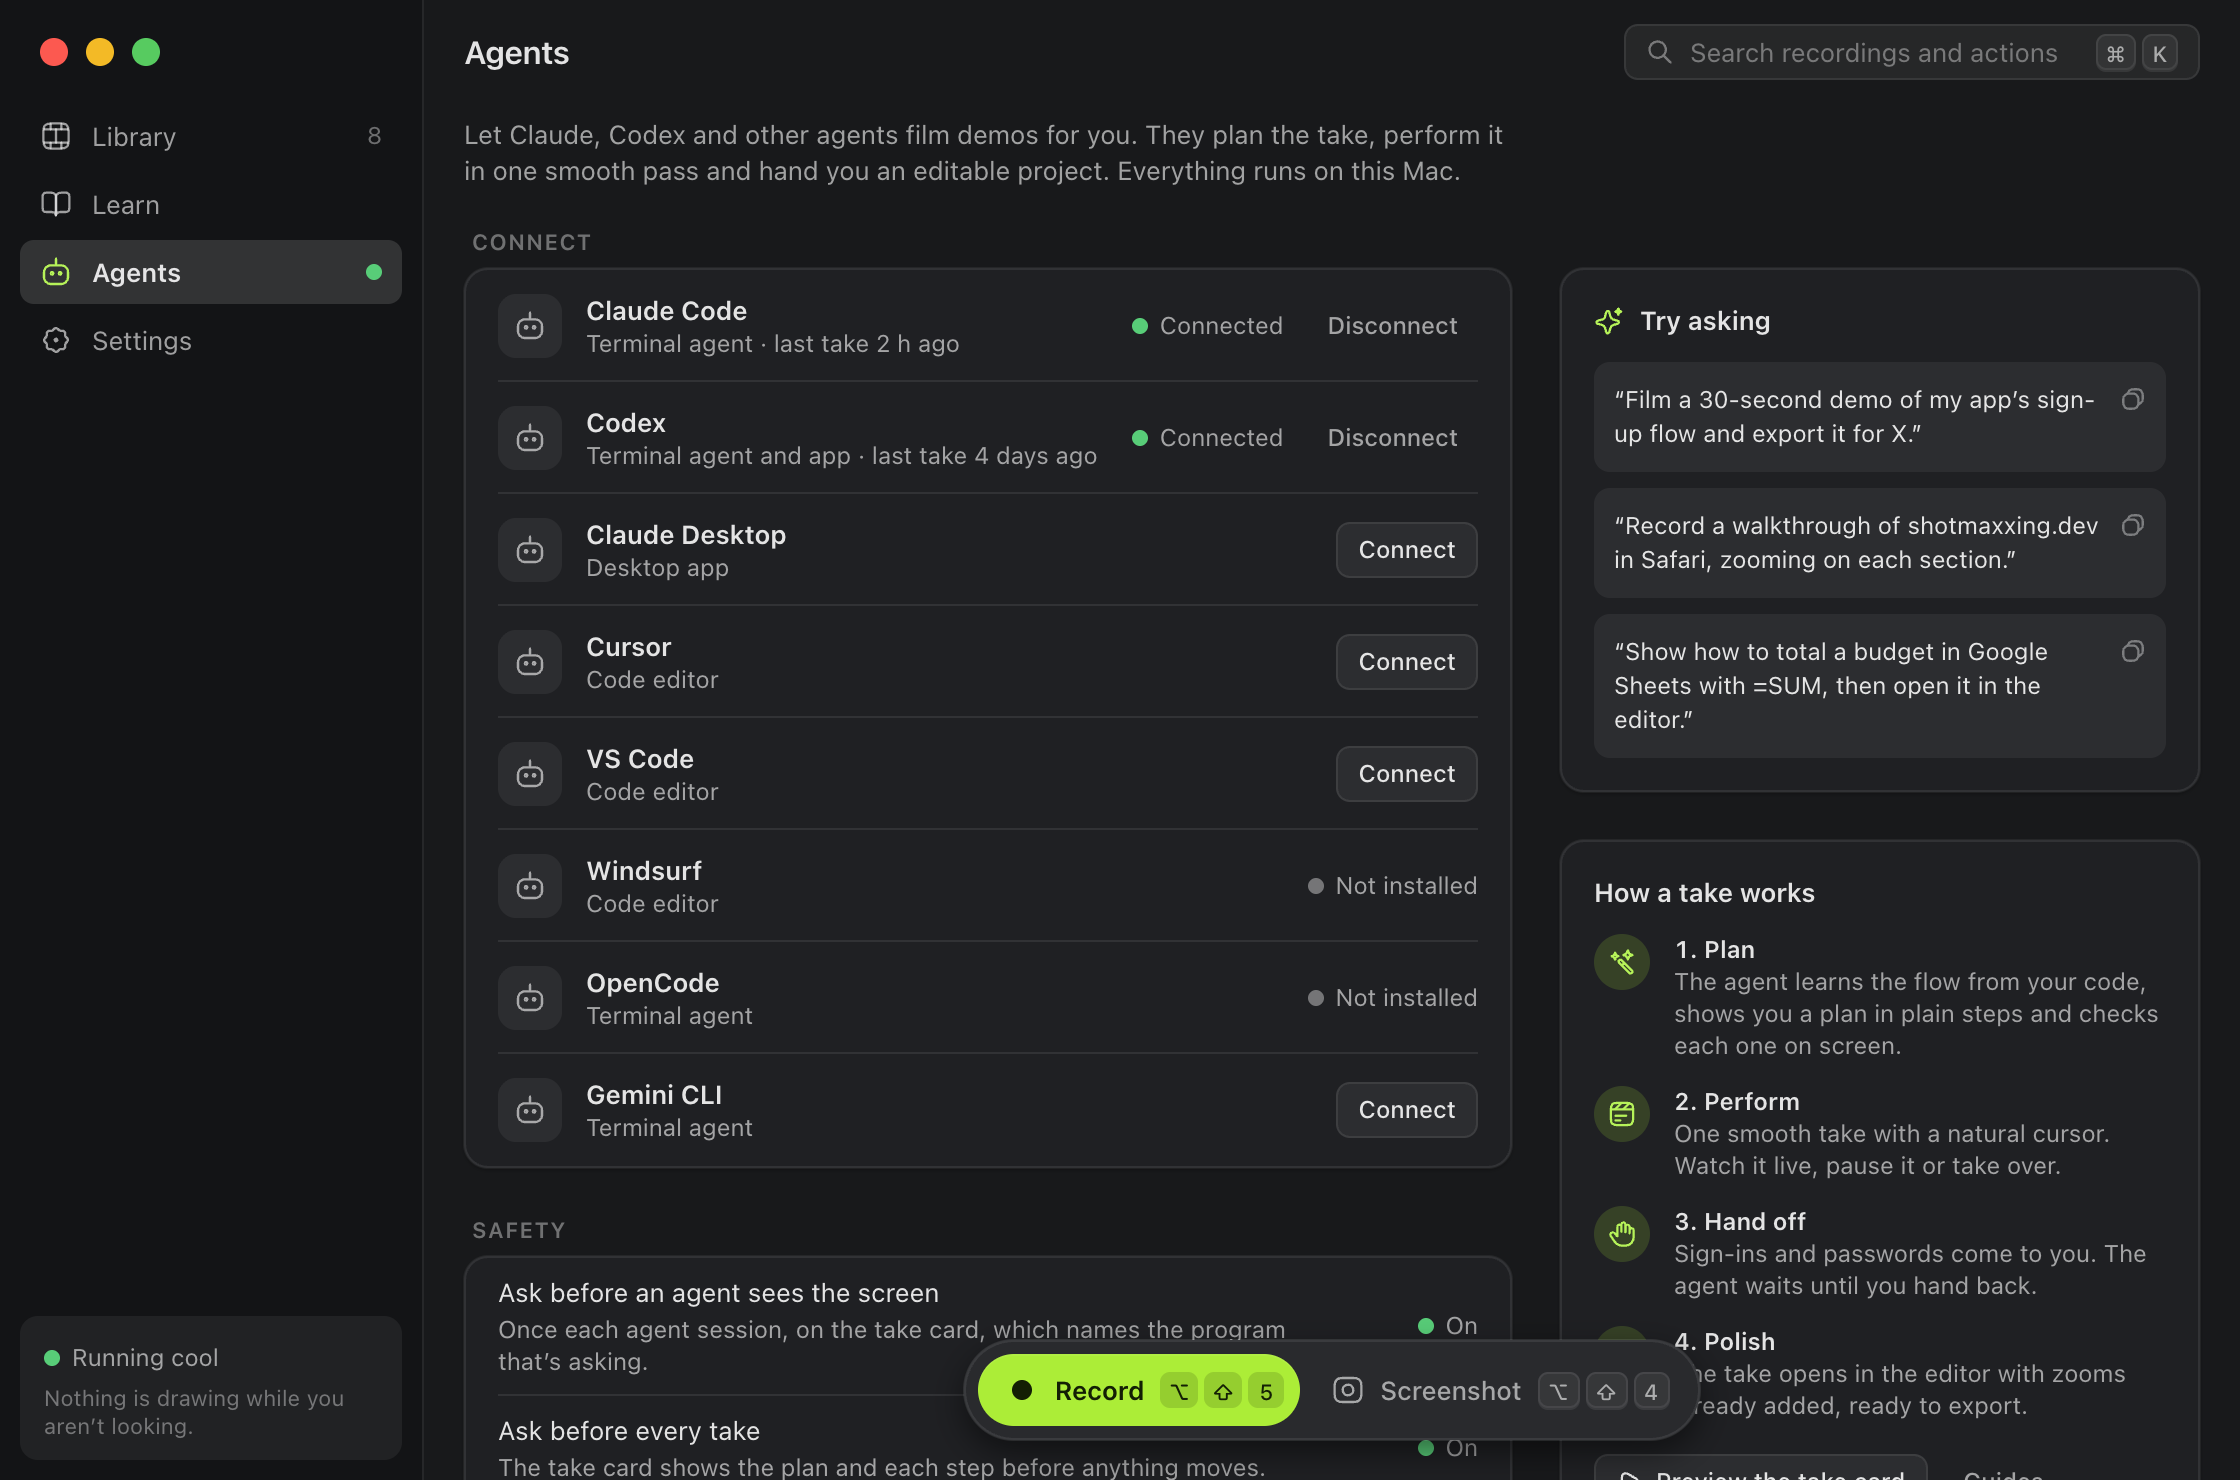 Agents
Search recordings and actions ⌘ K
Library 8
Learn
Agents
Settings
Let Claude, Codex and other agents film demos for you. They plan the take, perform it
in one smooth pass and hand you an editable project. Everything runs on this Mac.
CONNECT
Claude Code
Terminal agent · last take 2 h ago
Connected Disconnect
Codex
Terminal agent and app · last take 4 days ago
Connected Disconnect
Claude Desktop
Desktop app
Connect
Cursor
Code editor
Connect
VS Code
Code editor
Connect
Windsurf
Code editor
Not installed
OpenCode
Terminal agent
Not installed
Gemini CLI
Terminal agent
Connect
SAFETY
Ask before an agent sees the screen
Once each agent session, on the take card, which names the program
that’s asking.
On
Ask before every take
The take card shows the plan and each step before anything moves.
On
Try asking
“Film a 30-second demo of my app’s sign-
up flow and export it for X.”
“Record a walkthrough of shotmaxxing.dev
in Safari, zooming on each section.”
“Show how to total a budget in Google
Sheets with =SUM, then open it in the
editor.”
How a take works
1. Plan
The agent learns the flow from your code,
shows you a plan in plain steps and checks
each one on screen.
2. Perform
One smooth take with a natural cursor.
Watch it live, pause it or take over.
3. Hand off
Sign-ins and passwords come to you. The
agent waits until you hand back.
4. Polish
take opens in the editor with zooms
added, ready to export.
Preview the take card Guides
Record ⌥ ⇧ 5
Screenshot ⌥ ⇧ 4
Running cool
Nothing is drawing while you
aren’t looking.